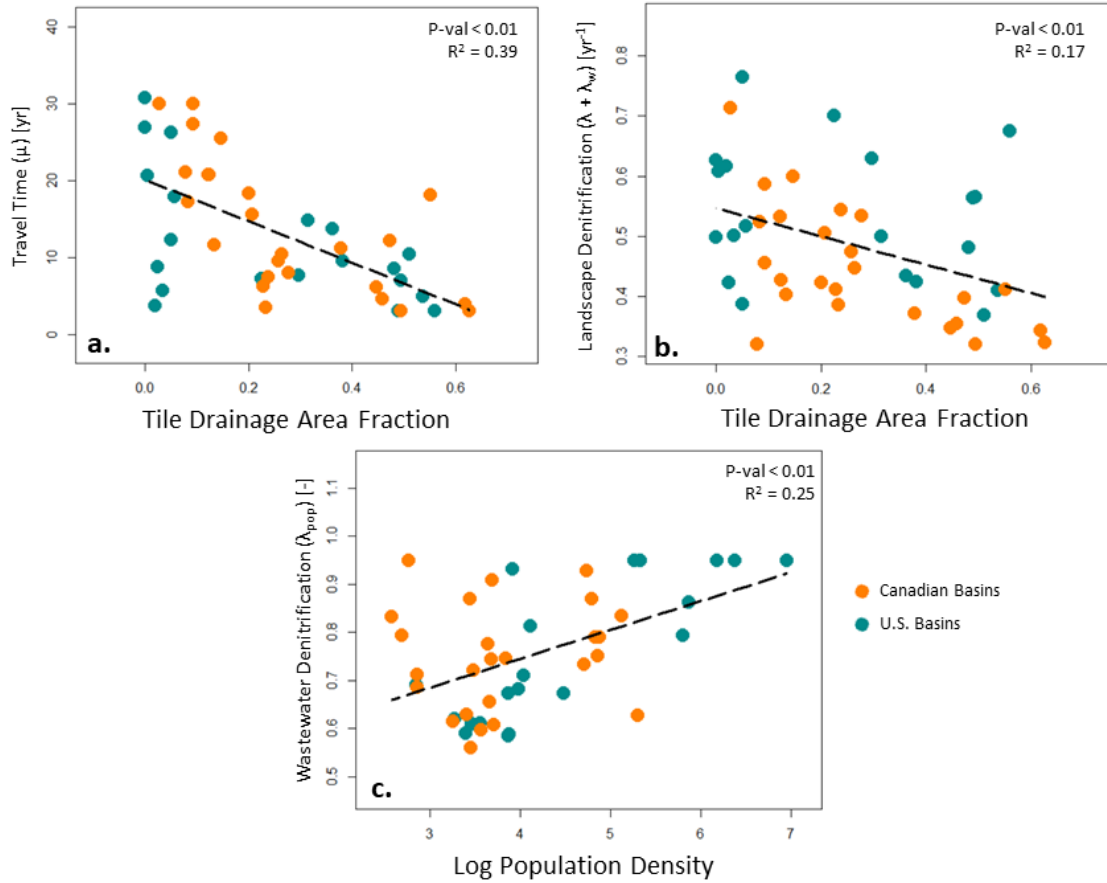 P-val < 0.01
R² = 0.39
Travel Time (μ) [yr]
40
30
20
10
0
a.
0.0 0.2 0.4 0.6
Tile Drainage Area Fraction
P-val < 0.01
R² = 0.17
Landscape Denitrification (λ + λw) [yr⁻¹]
0.8
0.7
0.6
0.5
0.4
0.3
b.
0.0 0.2 0.4 0.6
Tile Drainage Area Fraction
P-val < 0.01
R² = 0.25
Wastewater Denitrification (λpop) [-]
1.1
1.0
0.9
0.8
0.7
0.6
0.5
c.
3 4 5 6 7
Log Population Density
Canadian Basins
U.S. Basins